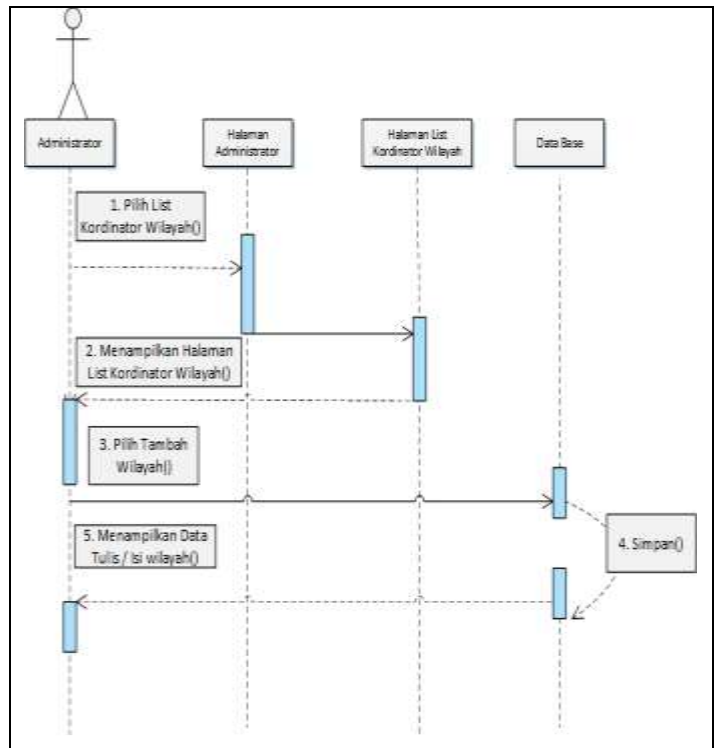 Administrator
Halaman
Administrator
Halaman List
Kordinator Wilayah
Data Base
1. Pilih List
Kordinator Wilayah()
2. Menampilkan Halaman
List Kordinator Wilayah()
3. Pilih Tambah
Wilayah()
4. Simpan()
5. Menampilkan Data
Tulis / Isi wilayah()